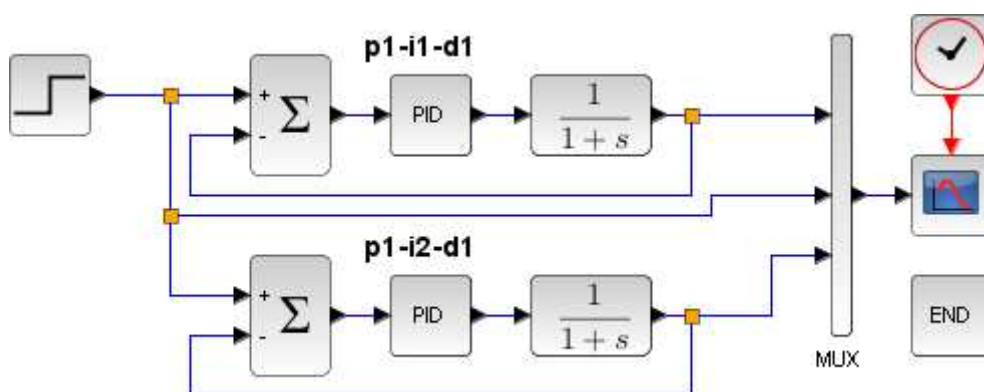 p1-i1-d1
+
-
Σ
PID
1
1 + s
p1-i2-d1
+
-
Σ
PID
1
1 + s
MUX
END